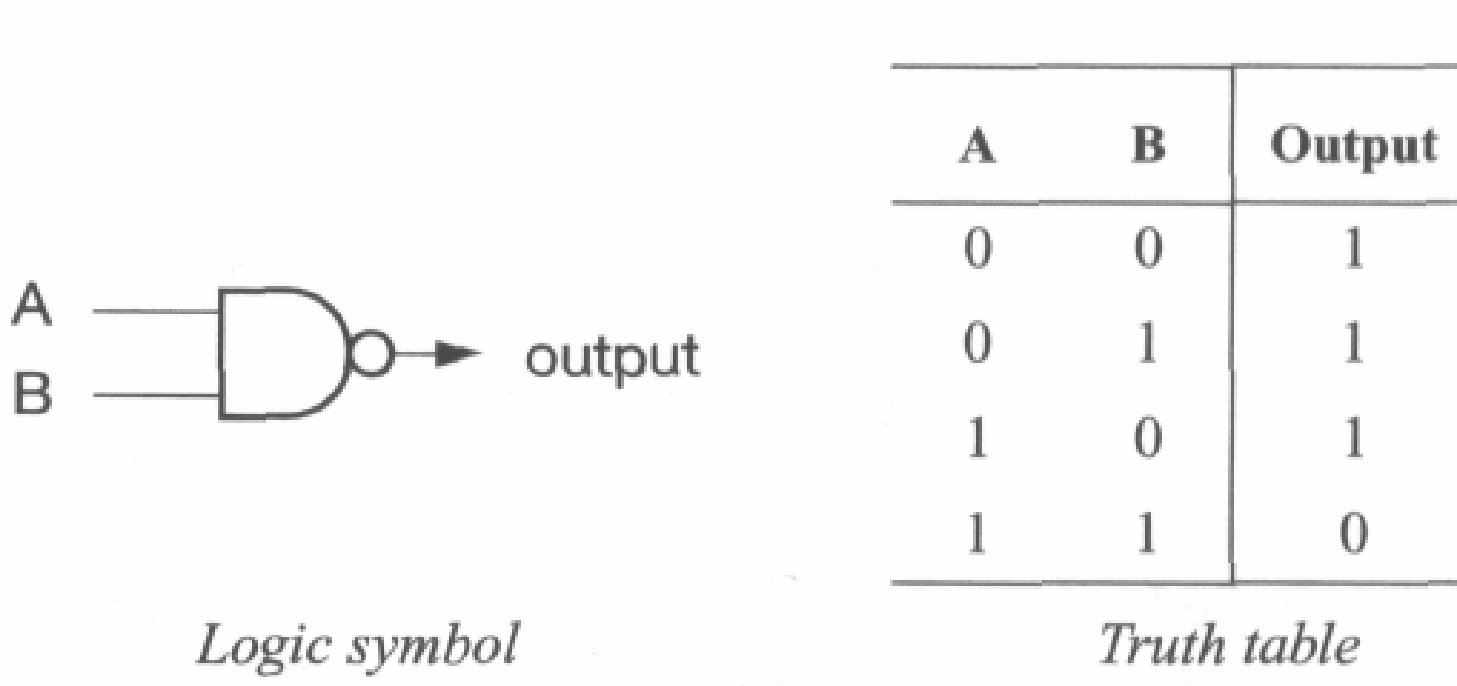 A B Output
0 0 1
A
0 1 1
output
B
1 0 1
1 1 0
Logic symbol
Truth table